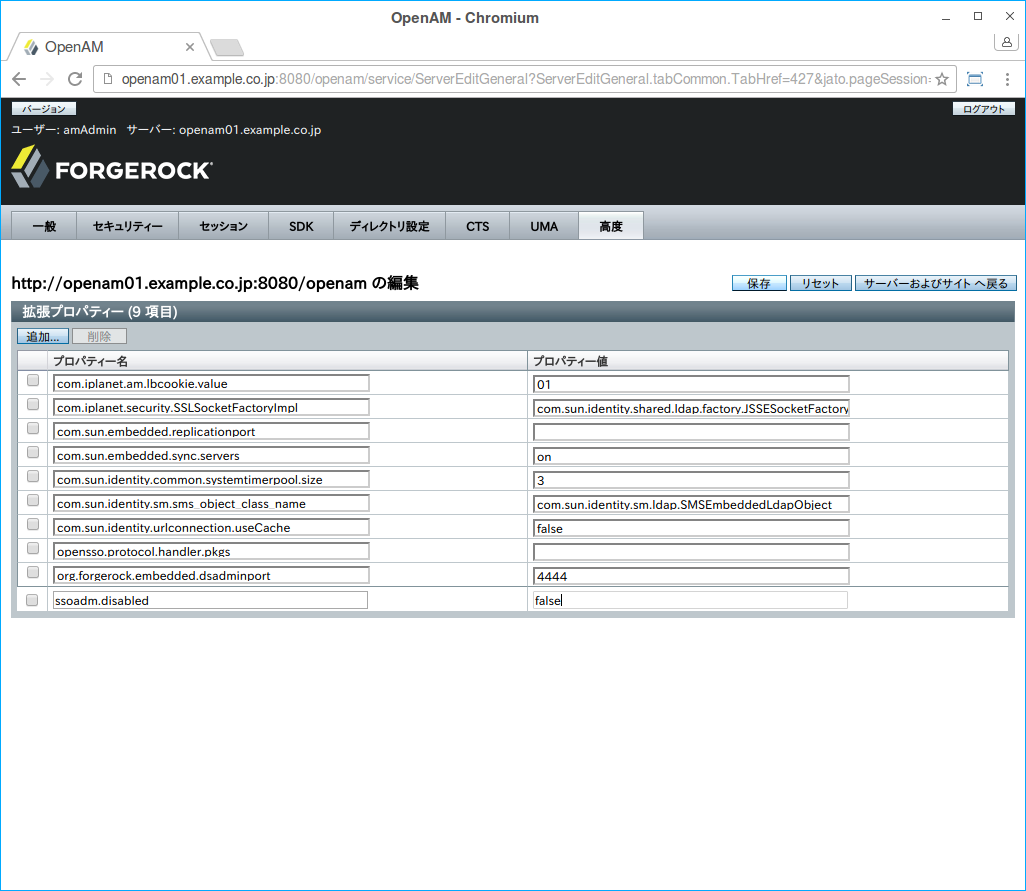 OpenAM - Chromium
OpenAM
openam01.example.co.jp:8080/openam/service/ServerEditGeneral?ServerEditGeneral.tabCommon.TabHref=427&jato.pageSession=
バージョン
ログアウト
ユーザー: amAdmin サーバー: openam01.example.co.jp
FORGEROCK
一般 セキュリティー セッション SDK ディレクトリ設定 CTS UMA 高度
http://openam01.example.co.jp:8080/openam の編集
保存 リセット サーバーおよびサイト へ戻る
拡張プロパティー (9 項目)
追加... 削除
プロパティー名 プロパティー値
com.iplanet.am.lbcookie.value 01
com.iplanet.security.SSLSocketFactoryImpl com.sun.identity.shared.ldap.factory.JSSESocketFactory
com.sun.embedded.replicationport
com.sun.embedded.sync.servers on
com.sun.identity.common.systemtimerpool.size 3
com.sun.identity.sm.sms_object_class_name com.sun.identity.sm.ldap.SMSEmbeddedLdapObject
com.sun.identity.urlconnection.useCache false
opensso.protocol.handler.pkgs
org.forgerock.embedded.dsadminport 4444
ssoadm.disabled false